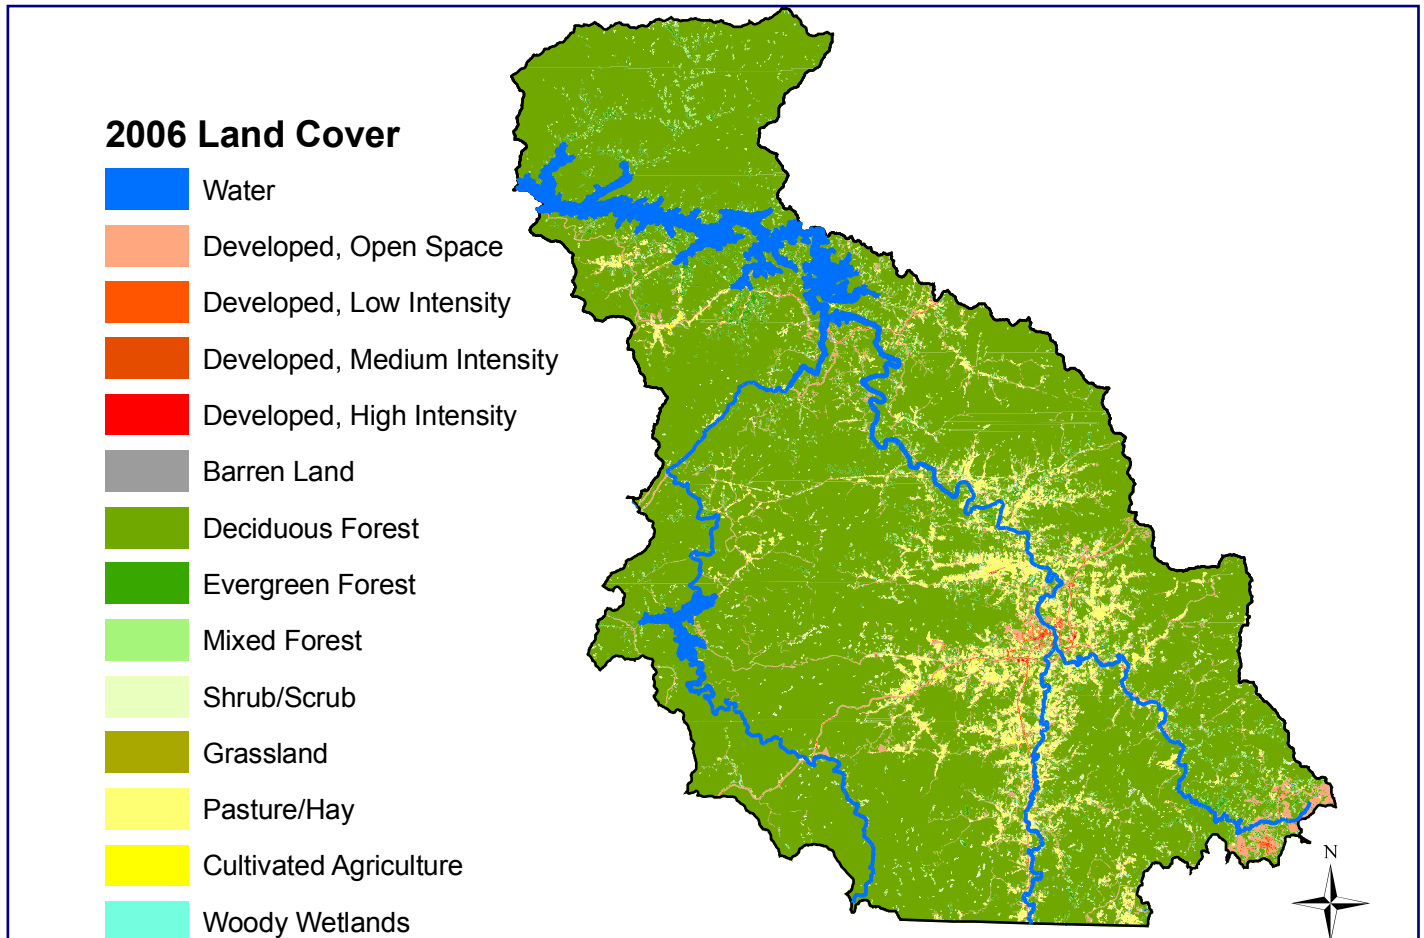 2006 Land Cover
Water
Developed, Open Space
Developed, Low Intensity
Developed, Medium Intensity
Developed, High Intensity
Barren Land
Deciduous Forest
Evergreen Forest
Mixed Forest
Shrub/Scrub
Grassland
Pasture/Hay
Cultivated Agriculture
Woody Wetlands
N